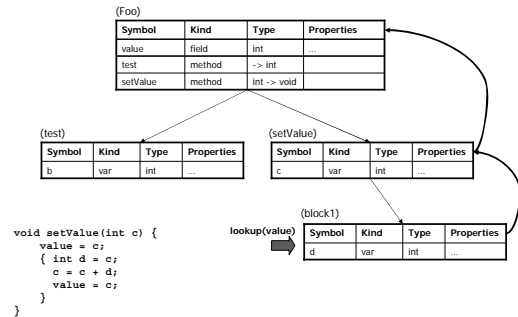 (Foo)
Symbol Kind Type Properties
value field int ...
test method -> int
setValue method int -> void
(test)
Symbol Kind Type Properties
b var int ...
(setValue)
Symbol Kind Type Properties
c var int ...
(block1)
lookup(value)
Symbol Kind Type Properties
d var int ...
void setValue(int c) {
value = c;
{ int d = c;
c = c + d;
value = c;
}
}